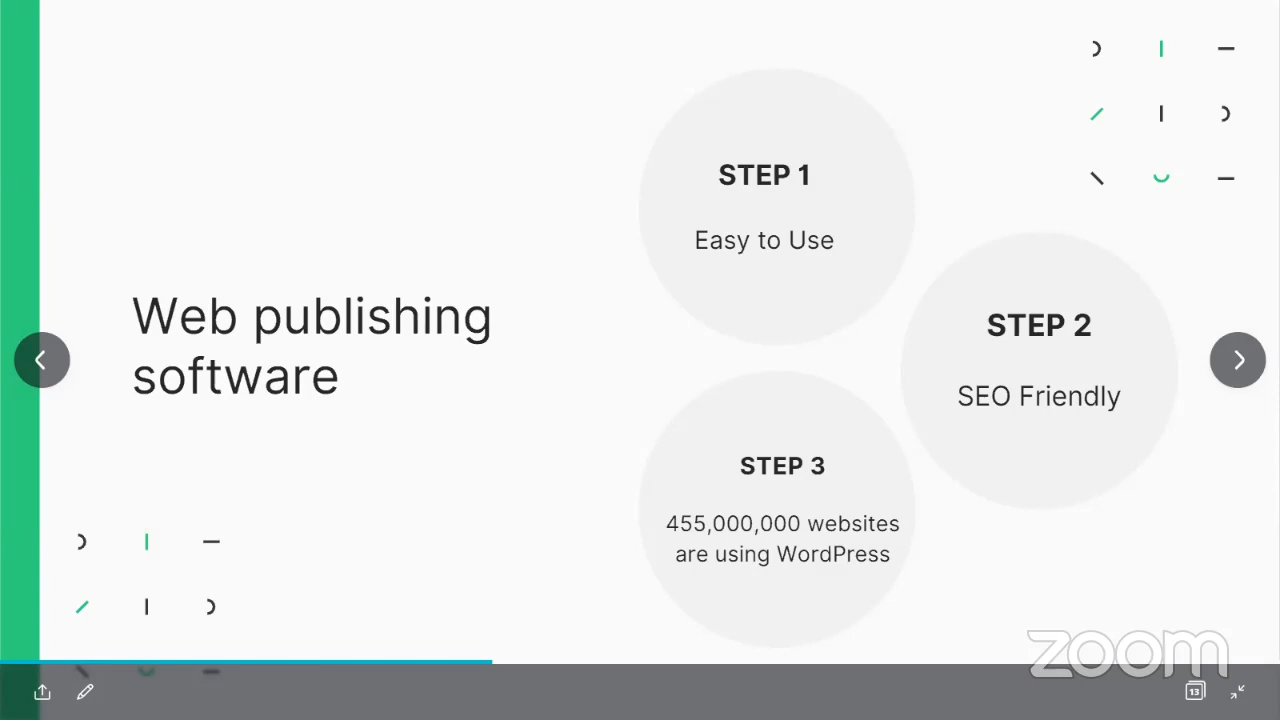 Web publishing
software
STEP 1
Easy to Use
STEP 2
SEO Friendly
STEP 3
455,000,000 websites
are using WordPress
zoom
13